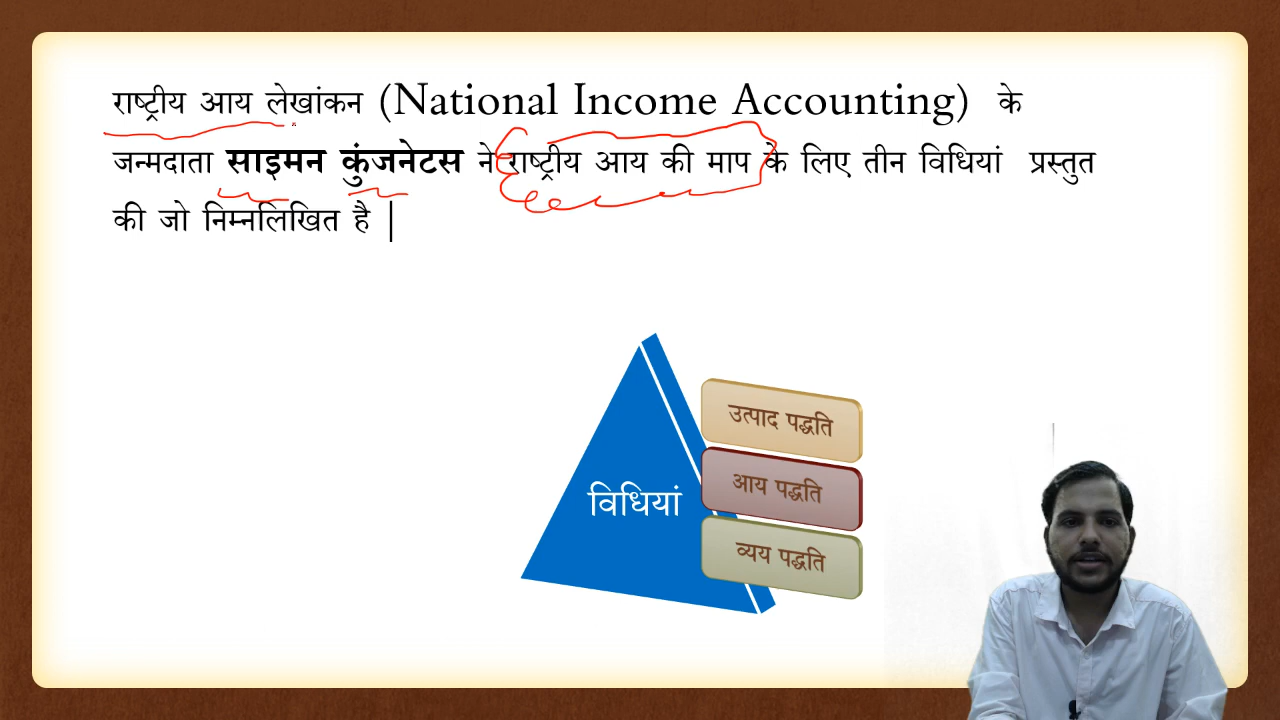 राष्ट्रीय आय लेखांकन (National Income Accounting) के
जन्मदाता साइमन कुंजनेटस ने राष्ट्रीय आय की माप के लिए तीन विधियां प्रस्तुत
की जो निम्नलिखित है |
उत्पाद पद्धति
आय पद्धति
विधियां
व्यय पद्धति